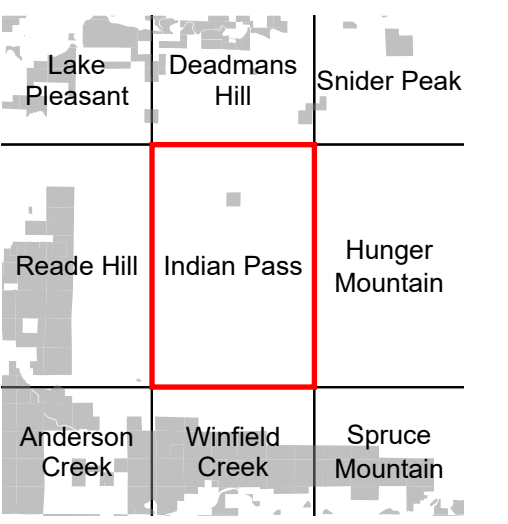 Lake
Pleasant
Deadmans
Hill
Snider Peak
Reade Hill
Indian Pass
Hunger
Mountain
Anderson
Creek
Winfield
Creek
Spruce
Mountain